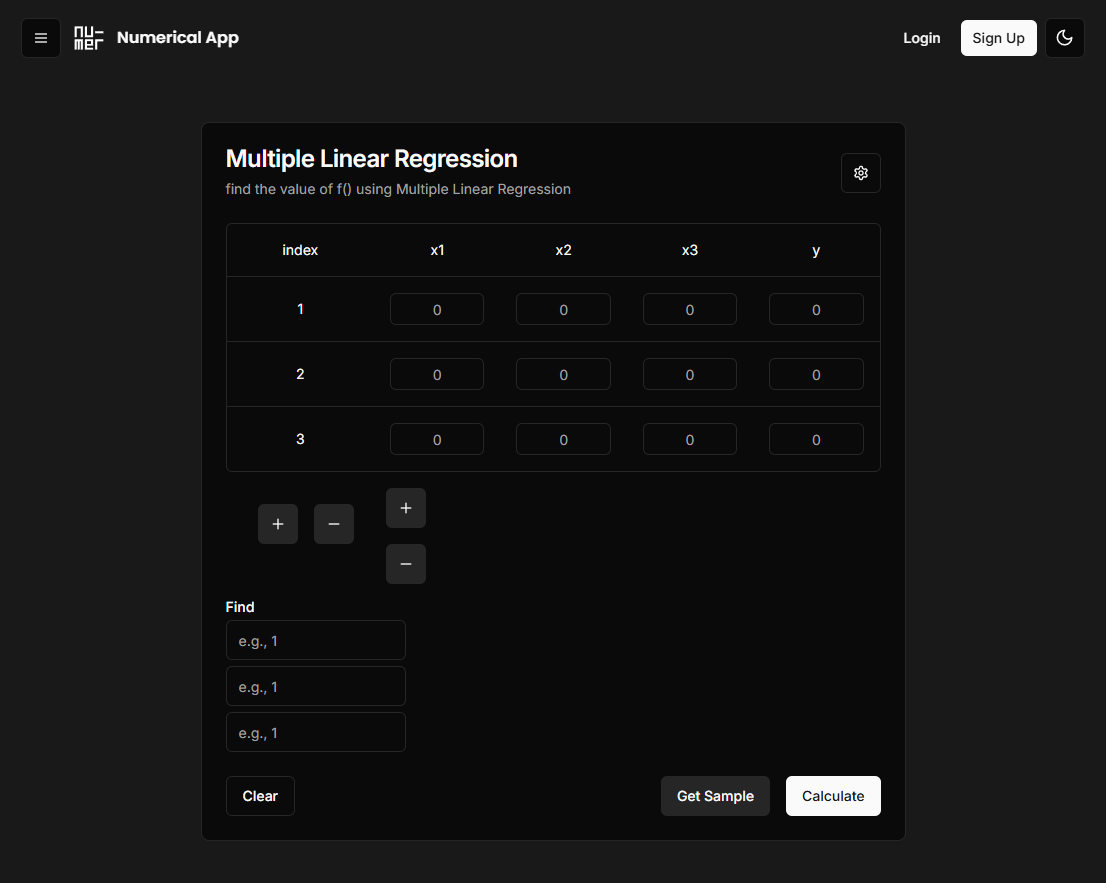 nu-mer Numerical App Login Sign Up
Multiple Linear Regression
find the value of f() using Multiple Linear Regression
index x1 x2 x3 y
1 0 0 0 0
2 0 0 0 0
3 0 0 0 0
+ − +
−
Find
e.g., 1
e.g., 1
e.g., 1
Clear Get Sample Calculate